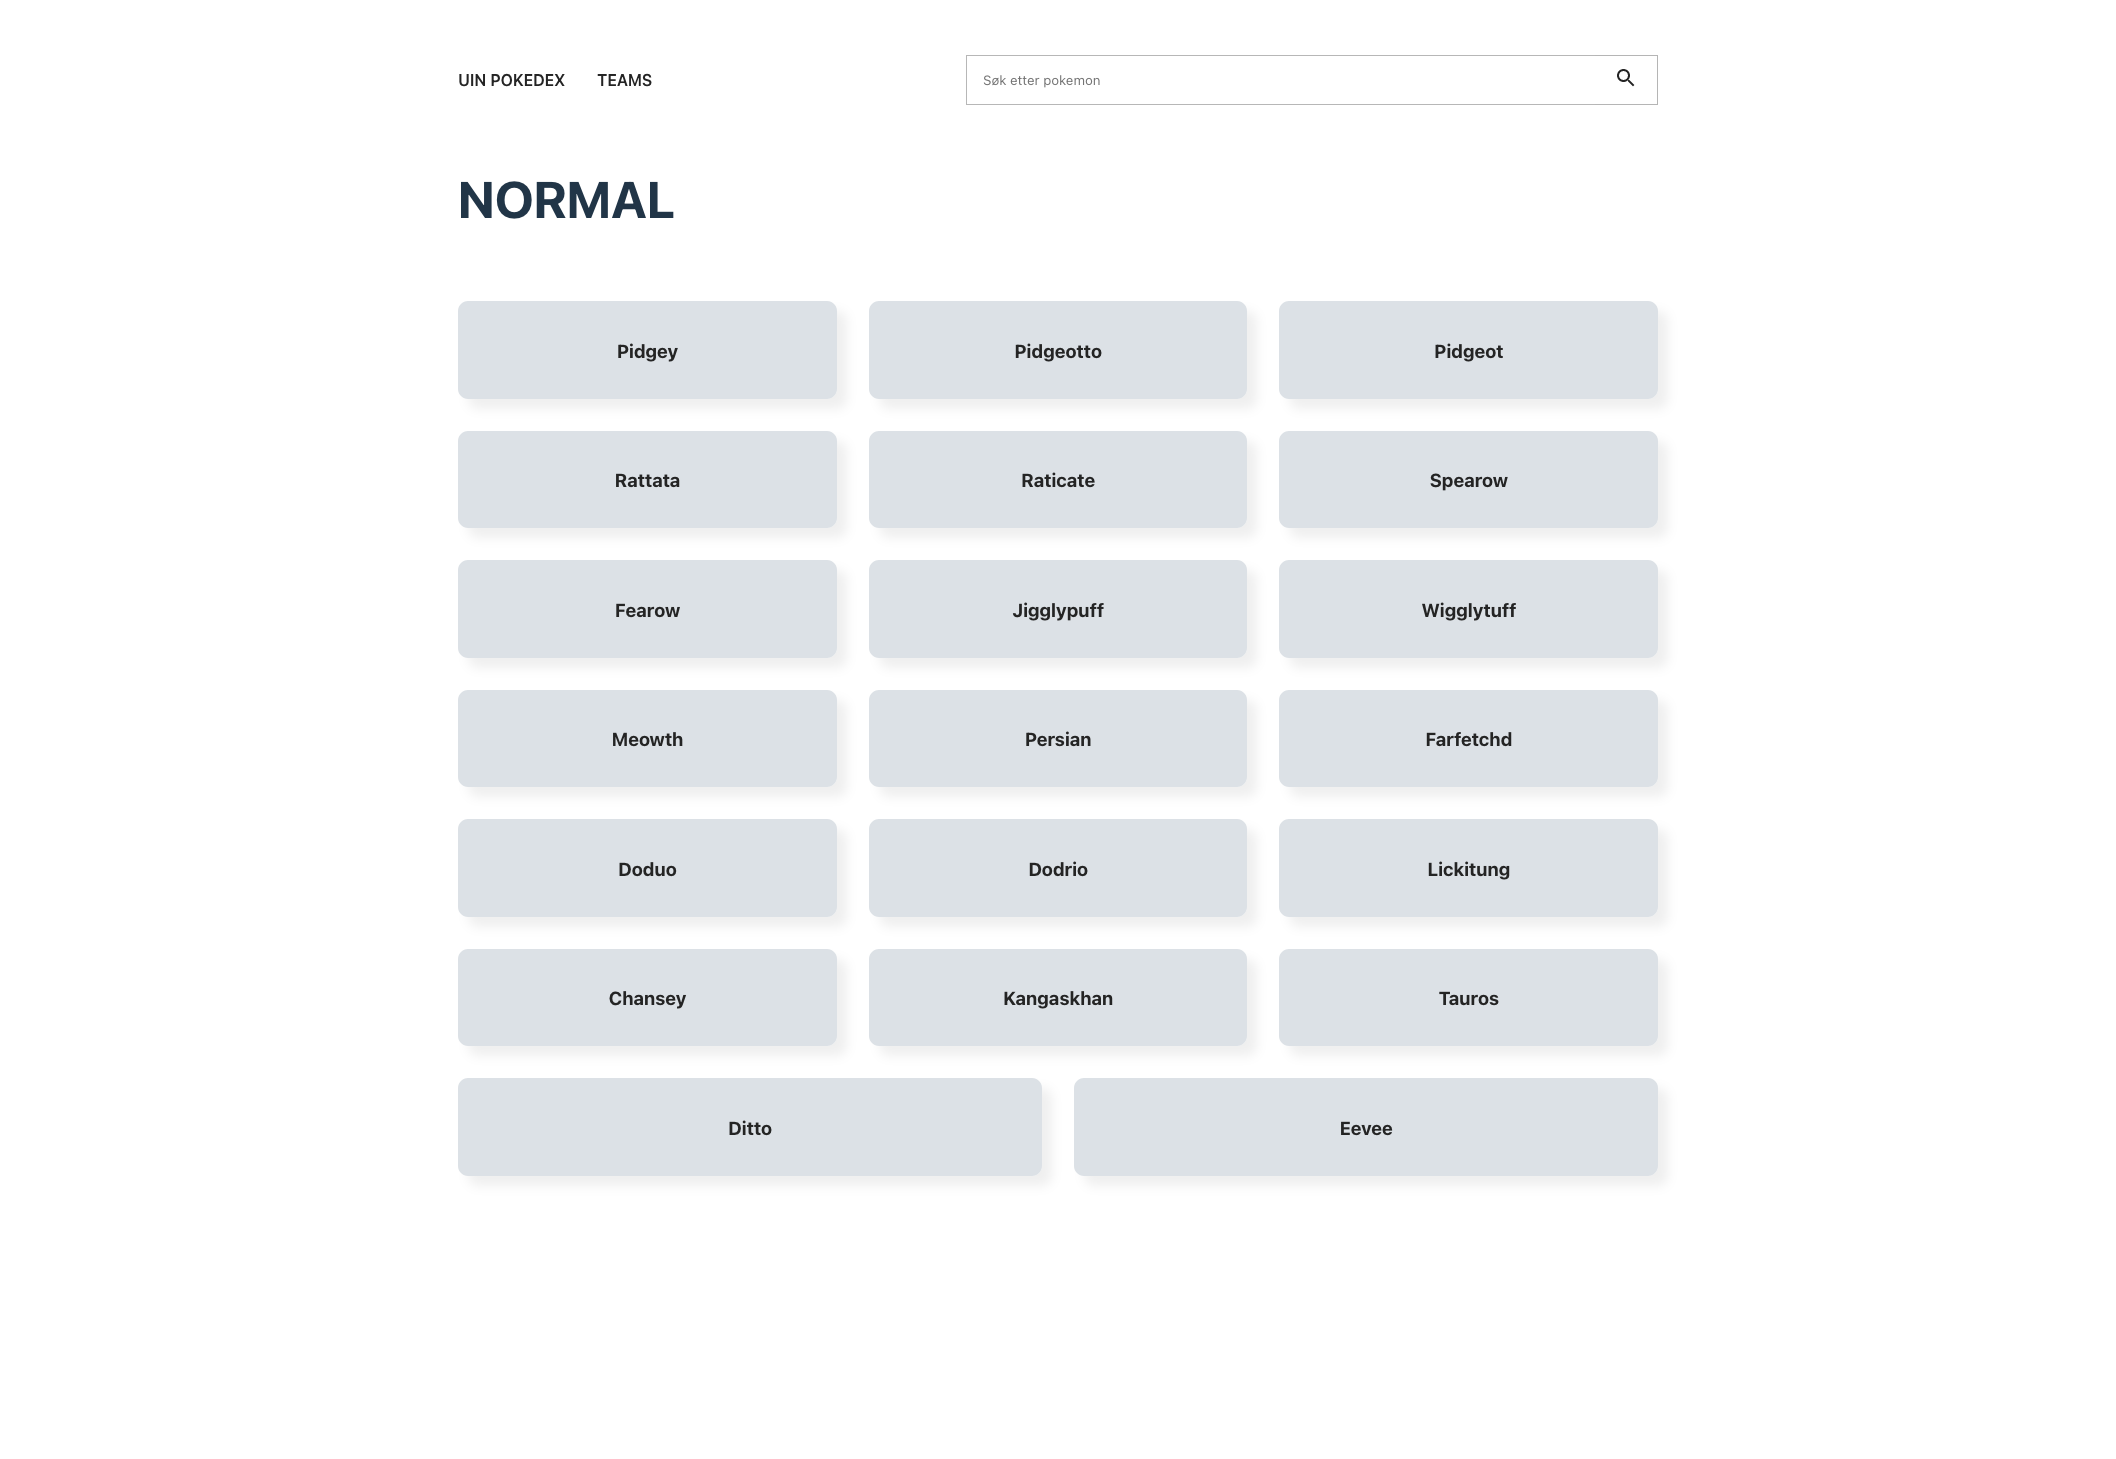 UIN POKEDEX TEAMS Søk etter pokemon
NORMAL
Pidgey Pidgeotto Pidgeot
Rattata Raticate Spearow
Fearow Jigglypuff Wigglytuff
Meowth Persian Farfetchd
Doduo Dodrio Lickitung
Chansey Kangaskhan Tauros
Ditto Eevee